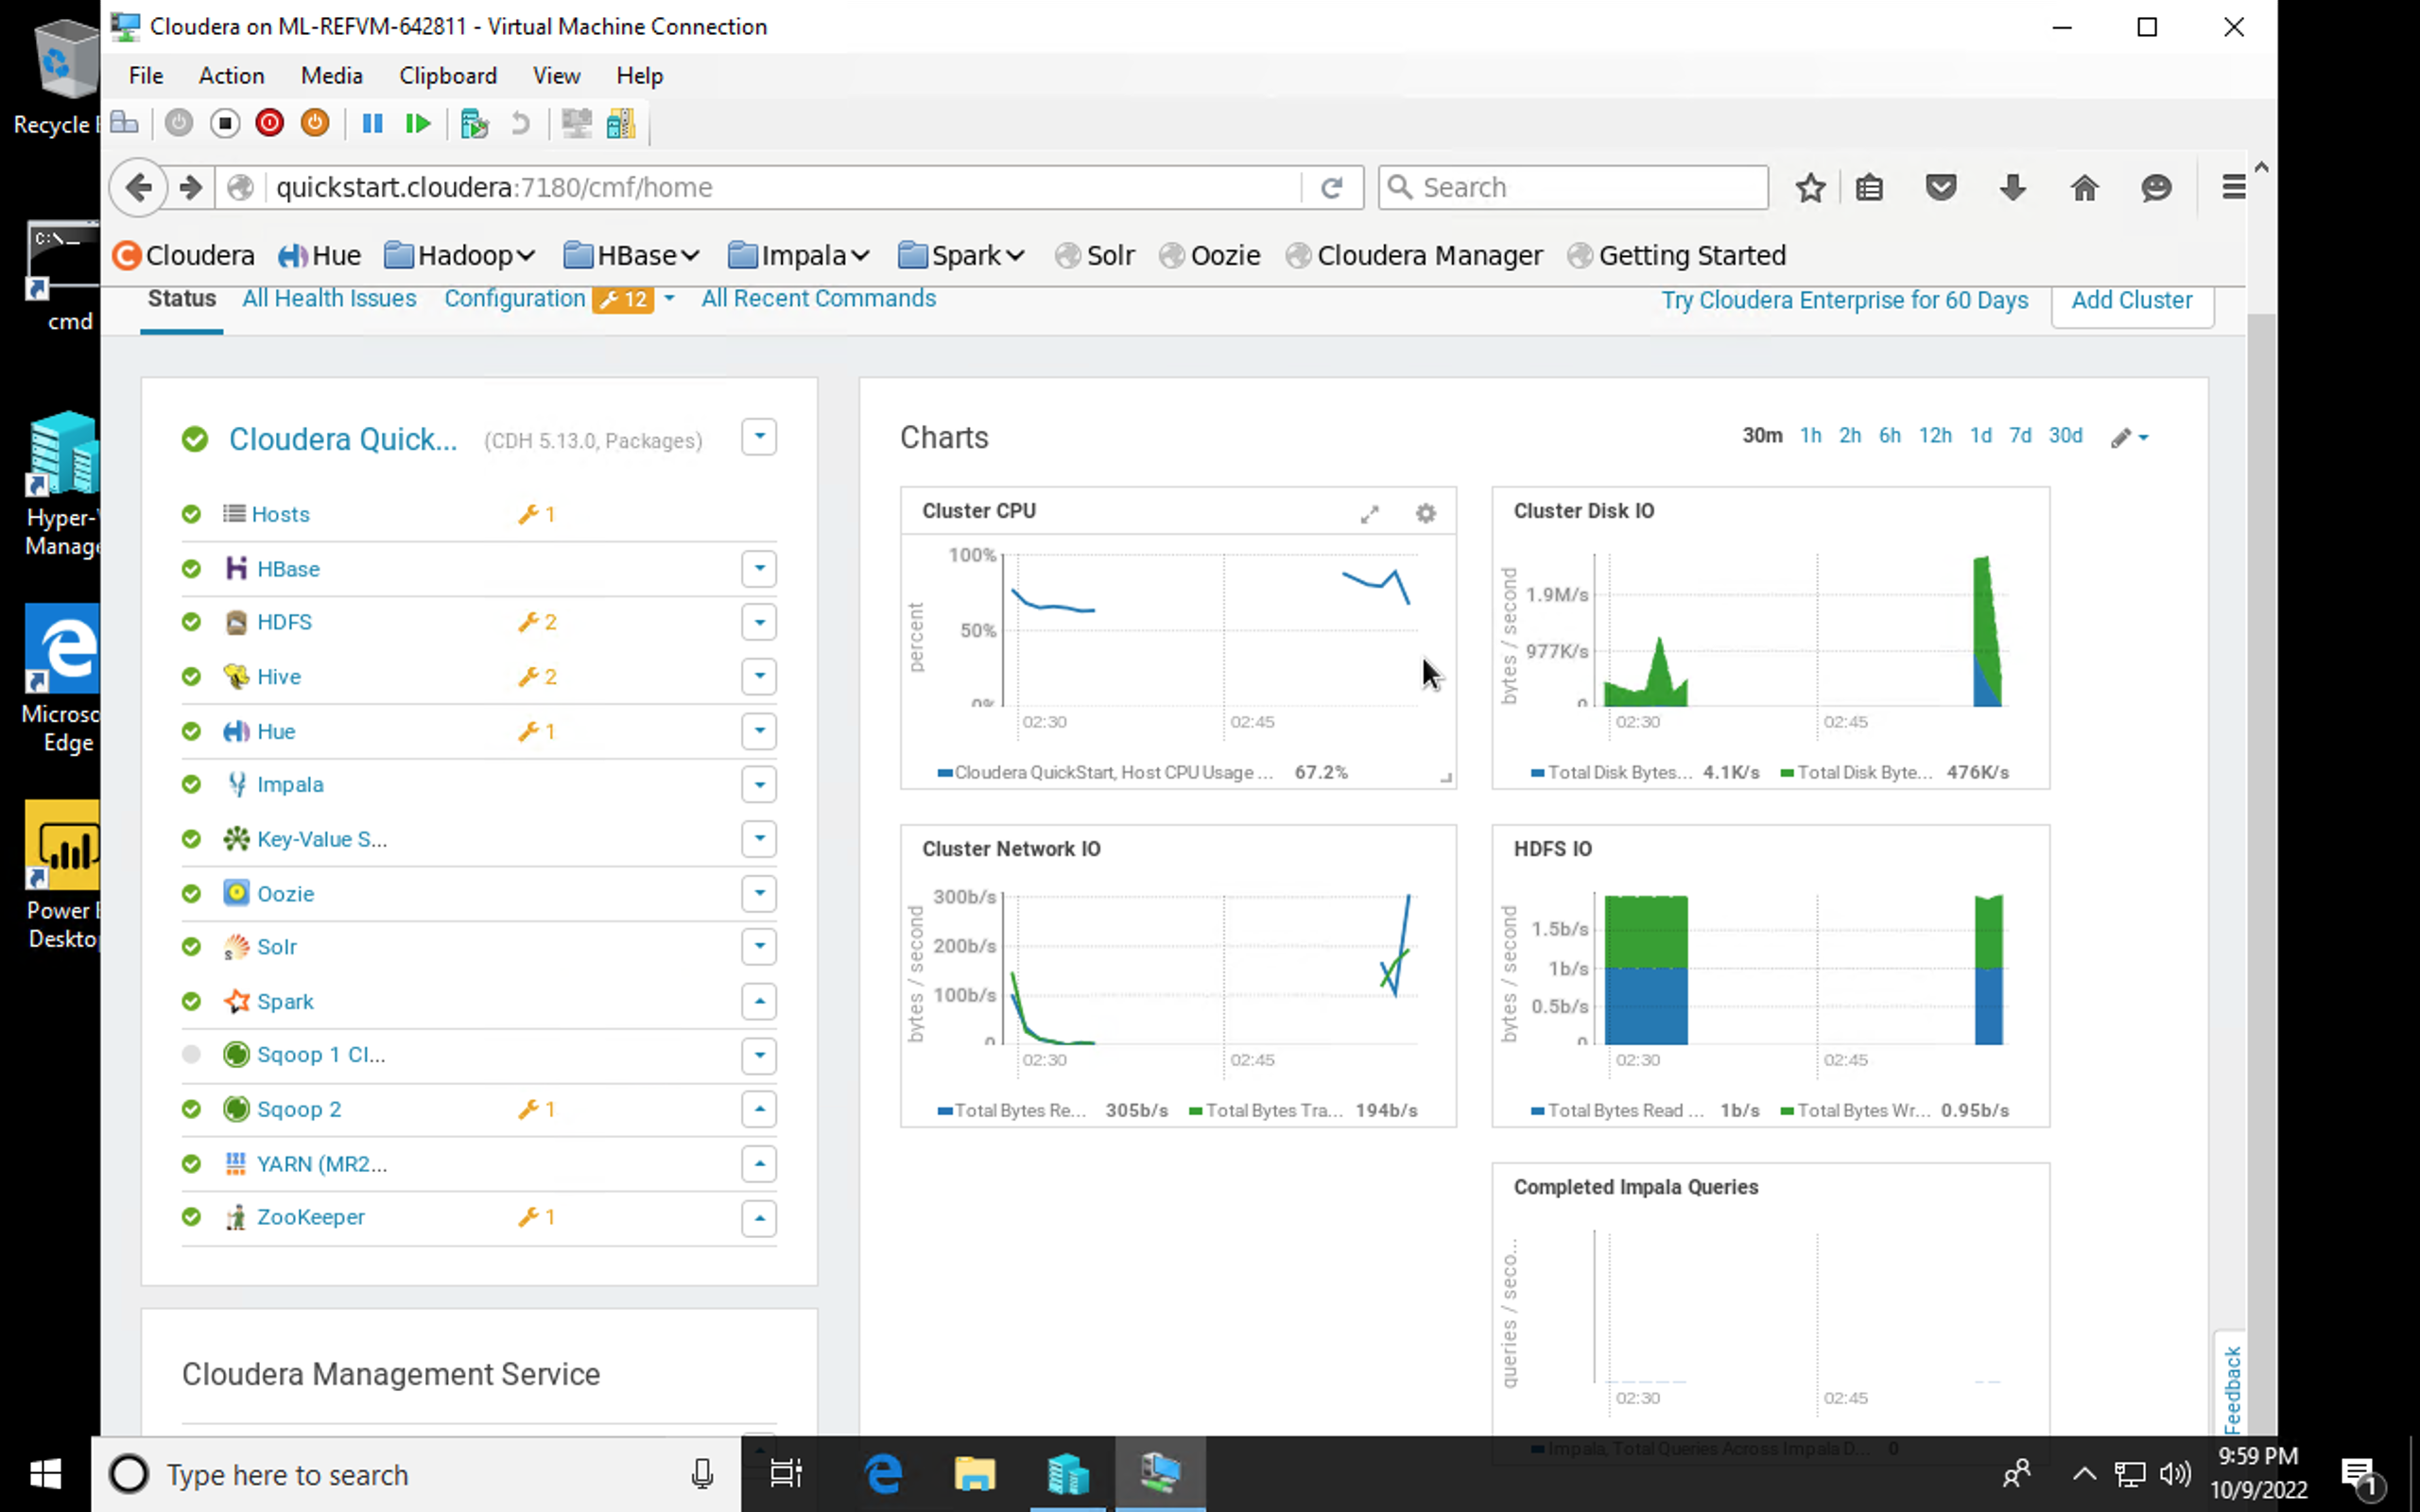 Cloudera on ML-REFVM-642811 - Virtual Machine Connection
File Action Media Clipboard View Help
quickstart.cloudera:7180/cmf/home
Search
Cloudera Hue Hadoop HBase Impala Spark Solr Oozie Cloudera Manager Getting Started
Status All Health Issues Configuration 12 All Recent Commands Try Cloudera Enterprise for 60 Days Add Cluster
Cloudera Quick... (CDH 5.13.0, Packages)
Hosts 1
HBase
HDFS 2
Hive 2
Hue 1
Impala
Key-Value S...
Oozie
Solr
Spark
Sqoop 1 Cl...
Sqoop 2 1
YARN (MR2...
ZooKeeper 1
Cloudera Management Service
Charts
30m 1h 2h 6h 12h 1d 7d 30d
Cluster CPU
percent
100%
50%
0%
02:30 02:45
Cloudera QuickStart, Host CPU Usage ... 67.2%
Cluster Disk IO
bytes / second
1.9M/s
977K/s
0
02:30 02:45
Total Disk Bytes... 4.1K/s Total Disk Byte... 476K/s
Cluster Network IO
bytes / second
300b/s
200b/s
100b/s
0
02:30 02:45
Total Bytes Re... 305b/s Total Bytes Tra... 194b/s
HDFS IO
bytes / second
1.5b/s
1b/s
0.5b/s
0
02:30 02:45
Total Bytes Read ... 1b/s Total Bytes Wr... 0.95b/s
Completed Impala Queries
queries / seco...
02:30 02:45
Impala, Total Queries Across Impala D... 0
Feedback
Recycle
C:\_
cmd
Hyper-
Manage
Microso
Edge
Power
Deskto
Type here to search
9:59 PM
10/9/2022
1